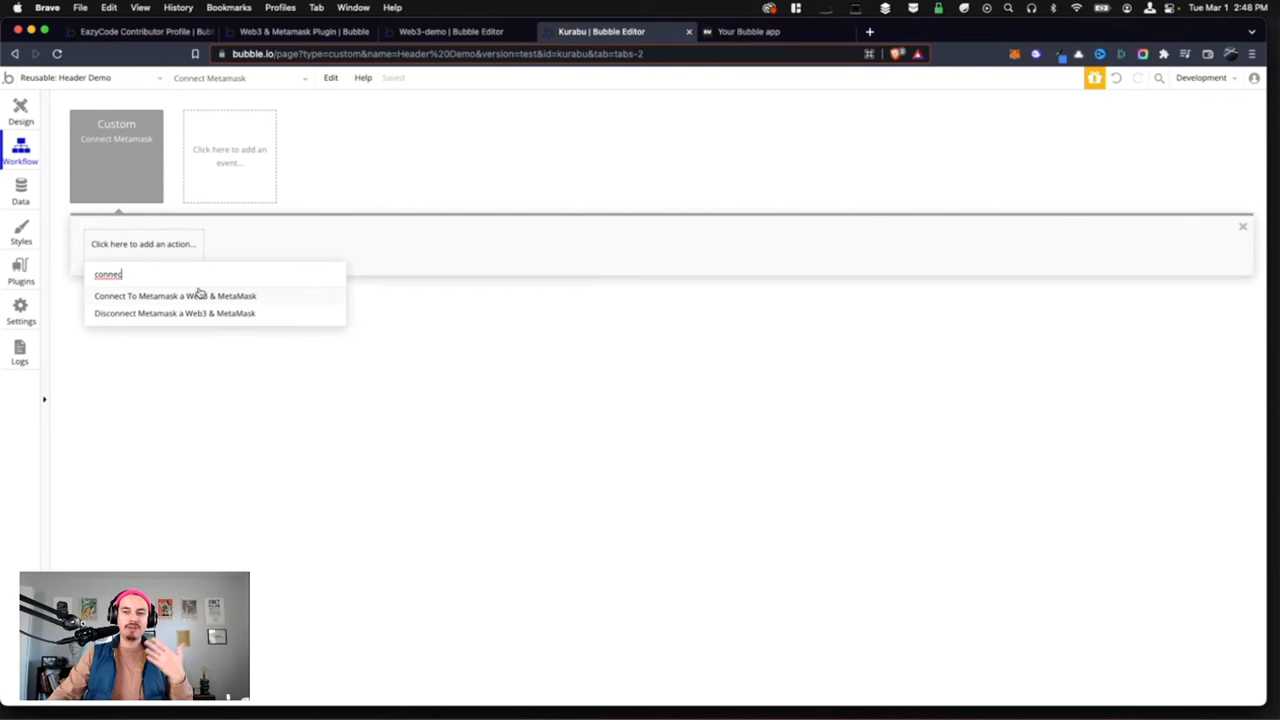 Brave File Edit View History Bookmarks Profiles Tab Window Help Tue Mar 1 2:48 PM
EazyCode Contributor Profile | Bubb Web3 & Metamask Plugin | Bubble Web3-demo | Bubble Editor Kurabu | Bubble Editor Your Bubble app
bubble.io/page?type=custom&name=Header%20Demo&version=test&id=kurabu&tab=tabs-2
Reusable: Header Demo Connect Metamask Edit Help Saved Development
Design
Workflow
Data
Styles
Plugins
Settings
Logs
Custom
Connect Metamask
Click here to add an
event...
Click here to add an action...
connec
Connect To Metamask a Web3 & MetaMask
Disconnect Metamask a Web3 & MetaMask